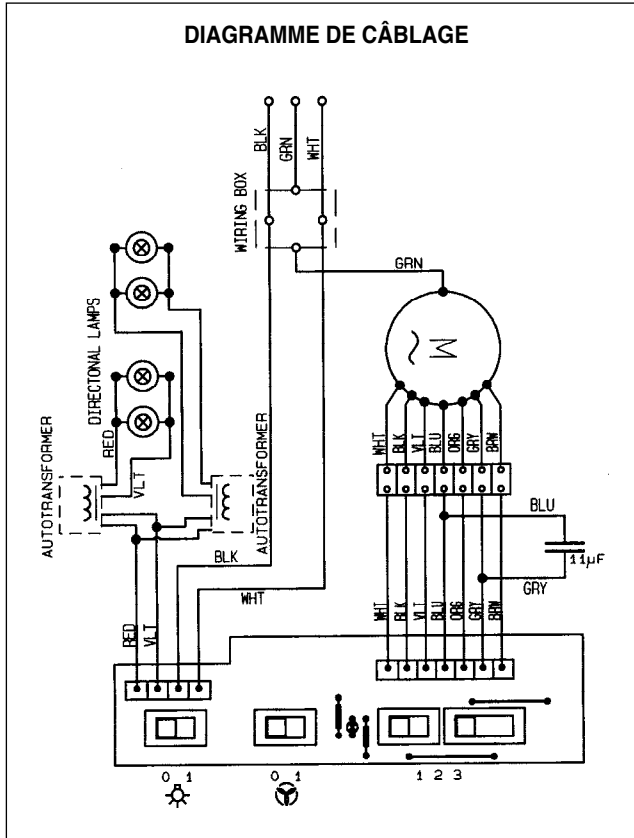 DIAGRAMME DE CÂBLAGE
BLK
GRN
WHT
WIRING BOX
GRN
DIRECTONAL LAMPS
M
RED
VLT
AUTOTRANSFORMER
AUTOTRANSFORMER
WHT
BLK
VLT
BLU
ORG
GRY
BRW
BLU
11µF
GRY
BLK
WHT
RED
VLT
WHT
BLK
VLT
BLU
ORG
GRY
BRW
0 1
0 1
1 2 3